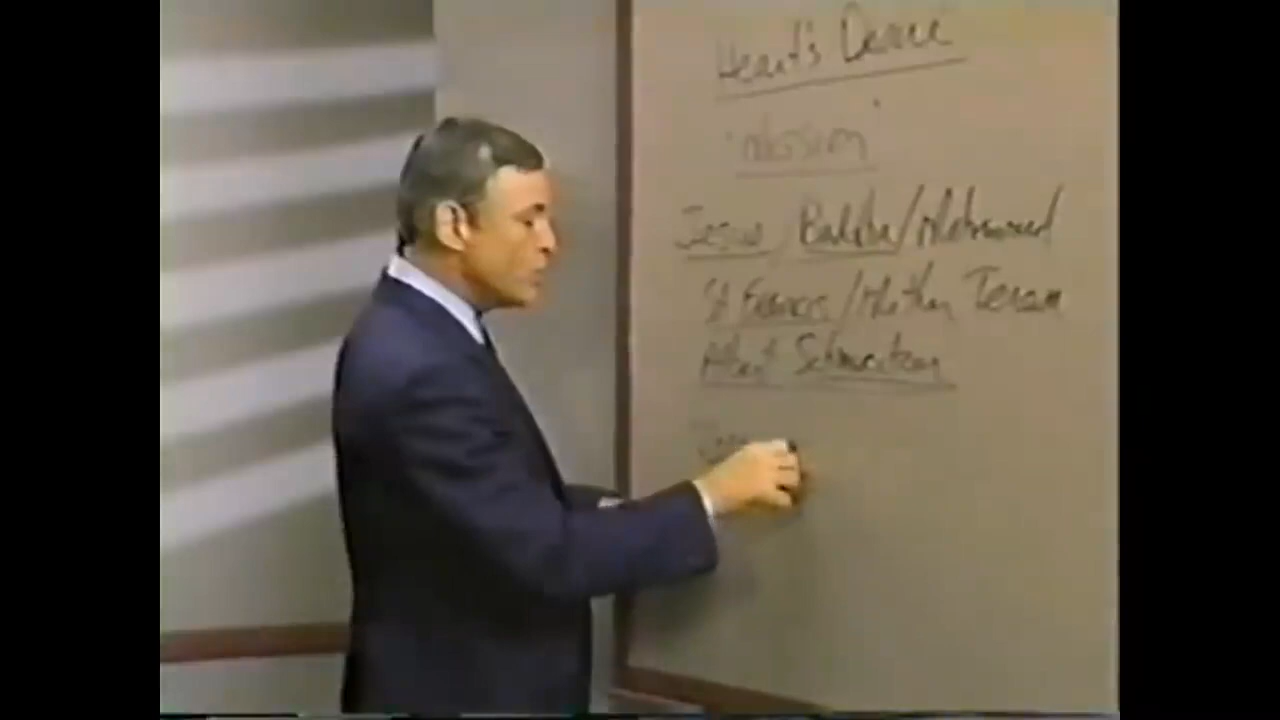 Heart's Desire
Jesus / Buddha / Mohammed
St Francis / Mother Teresa
Albert Schweitzer